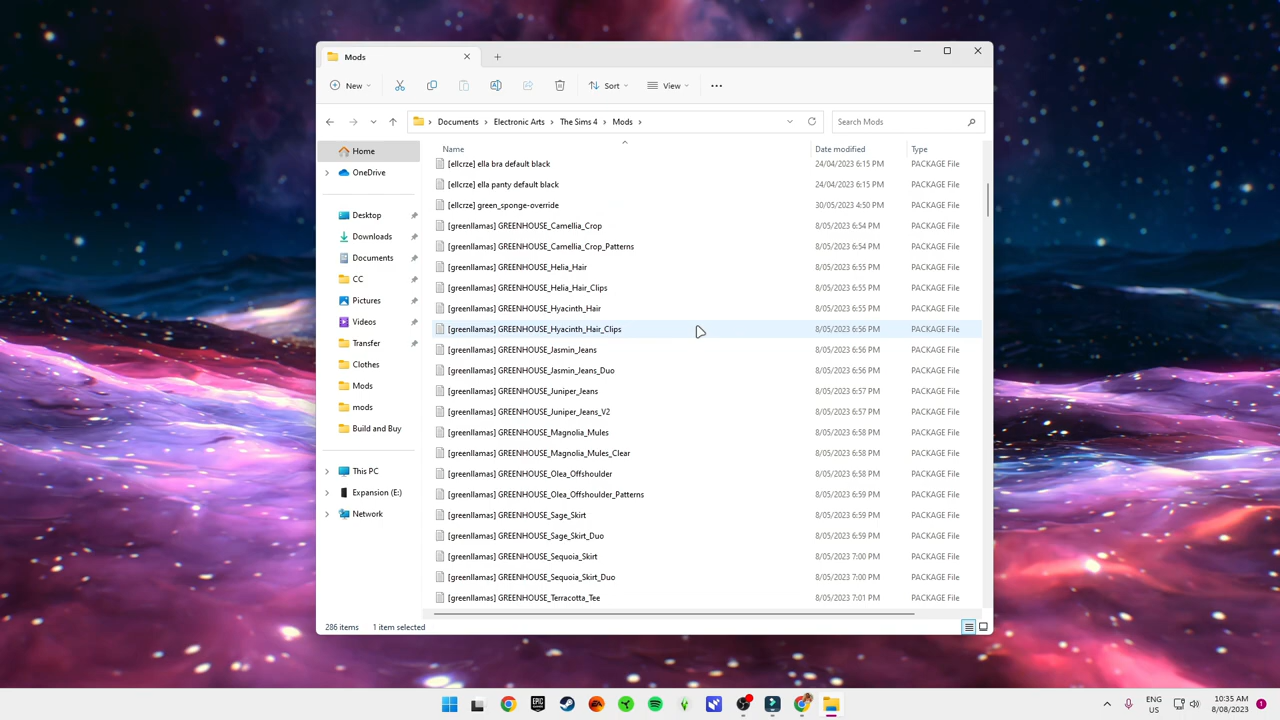 Mods
New
Sort
View
Documents
Electronic Arts
The Sims 4
Mods
Search Mods
Name
Date modified
Type
Home
OneDrive
Desktop
Downloads
Documents
CC
Pictures
Videos
Transfer
Clothes
Mods
mods
Build and Buy
This PC
Expansion (E:)
Network
[ellcrze] ella bra default black 24/04/2023 6:15 PM PACKAGE File
[ellcrze] ella panty default black 24/04/2023 6:15 PM PACKAGE File
[ellcrze] green_sponge-override 30/05/2023 4:50 PM PACKAGE File
[greenllamas] GREENHOUSE_Camellia_Crop 8/05/2023 6:54 PM PACKAGE File
[greenllamas] GREENHOUSE_Camellia_Crop_Patterns 8/05/2023 6:54 PM PACKAGE File
[greenllamas] GREENHOUSE_Helia_Hair 8/05/2023 6:55 PM PACKAGE File
[greenllamas] GREENHOUSE_Helia_Hair_Clips 8/05/2023 6:55 PM PACKAGE File
[greenllamas] GREENHOUSE_Hyacinth_Hair 8/05/2023 6:55 PM PACKAGE File
[greenllamas] GREENHOUSE_Hyacinth_Hair_Clips 8/05/2023 6:56 PM PACKAGE File
[greenllamas] GREENHOUSE_Jasmin_Jeans 8/05/2023 6:56 PM PACKAGE File
[greenllamas] GREENHOUSE_Jasmin_Jeans_Duo 8/05/2023 6:56 PM PACKAGE File
[greenllamas] GREENHOUSE_Juniper_Jeans 8/05/2023 6:57 PM PACKAGE File
[greenllamas] GREENHOUSE_Juniper_Jeans_V2 8/05/2023 6:57 PM PACKAGE File
[greenllamas] GREENHOUSE_Magnolia_Mules 8/05/2023 6:58 PM PACKAGE File
[greenllamas] GREENHOUSE_Magnolia_Mules_Clear 8/05/2023 6:58 PM PACKAGE File
[greenllamas] GREENHOUSE_Olea_Offshoulder 8/05/2023 6:58 PM PACKAGE File
[greenllamas] GREENHOUSE_Olea_Offshoulder_Patterns 8/05/2023 6:59 PM PACKAGE File
[greenllamas] GREENHOUSE_Sage_Skirt 8/05/2023 6:59 PM PACKAGE File
[greenllamas] GREENHOUSE_Sage_Skirt_Duo 8/05/2023 6:59 PM PACKAGE File
[greenllamas] GREENHOUSE_Sequoia_Skirt 8/05/2023 7:00 PM PACKAGE File
[greenllamas] GREENHOUSE_Sequoia_Skirt_Duo 8/05/2023 7:00 PM PACKAGE File
[greenllamas] GREENHOUSE_Terracotta_Tee 8/05/2023 7:01 PM PACKAGE File
286 items 1 item selected
EPIC
ENG
US
10:35 AM
8/08/2023
1